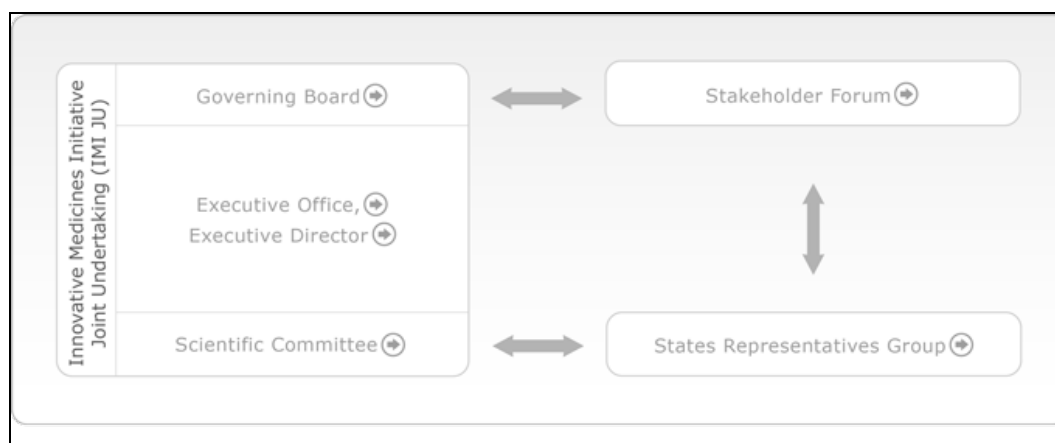 Innovative Medicines Initiative
Joint Undertaking (IMI JU)
Governing Board
Executive Office,
Executive Director
Scientific Committee
Stakeholder Forum
States Representatives Group